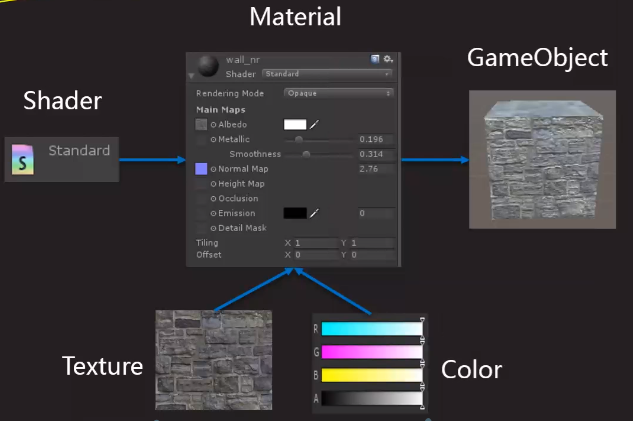 Material
GameObject
Shader
S
Standard
wall_nr
Shader Standard
Rendering Mode Opaque
Main Maps
Albedo
Metallic 0.196
Smoothness 0.314
Normal Map 2.76
Height Map
Occlusion
Emission 0
Detail Mask
Tiling X 1 Y 1
Offset X 0 Y 0
Texture
R
G
B
A
Color